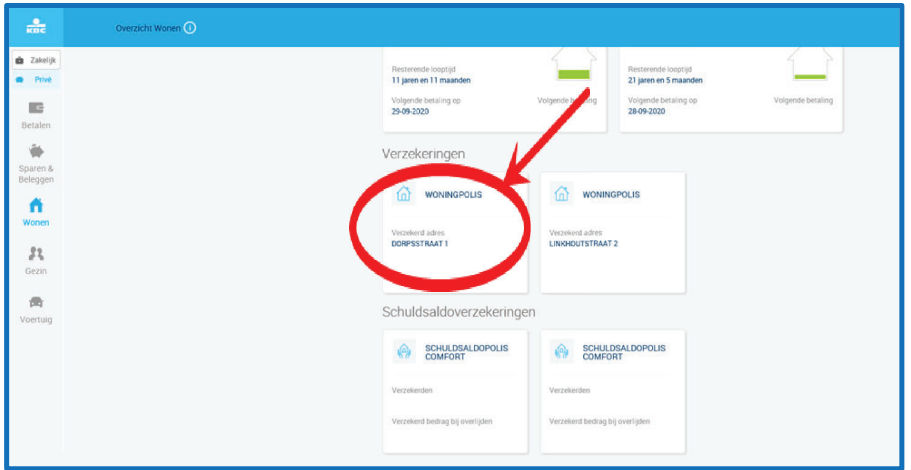 KBC
Overzicht Wonen i
Zakelijk
Privé
Betalen
Sparen &
Beleggen
Wonen
Gezin
Voertuig
Resterende looptijd
11 jaren en 11 maanden
Volgende betaling op
29-09-2020
Volgende betaling
Resterende looptijd
21 jaren en 5 maanden
Volgende betaling op
28-09-2020
Volgende betaling
Verzekeringen
WONINGPOLIS
Verzekerd adres
DORPSSTRAAT 1
WONINGPOLIS
Verzekerd adres
LINKHOUTSTRAAT 2
Schuldsaldoverzekeringen
SCHULDSALDOPOLIS
COMFORT
Verzekerden
Verzekerd bedrag bij overlijden
SCHULDSALDOPOLIS
COMFORT
Verzekerden
Verzekerd bedrag bij overlijden